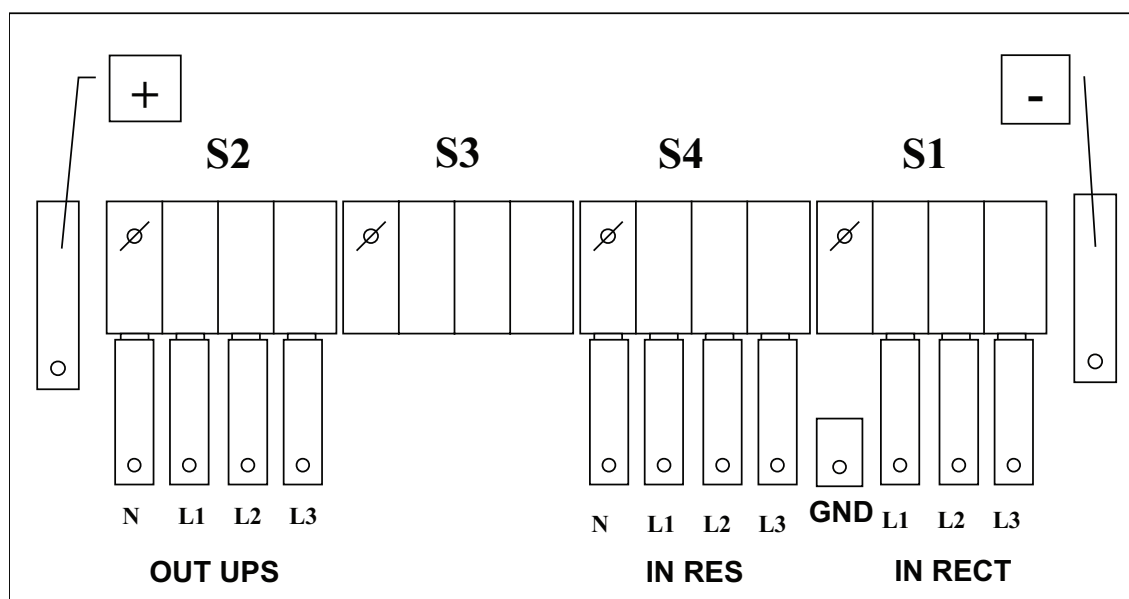 + -
S2 S3 S4 S1
N L1 L2 L3 N L1 L2 L3 GND L1 L2 L3
OUT UPS IN RES IN RECT